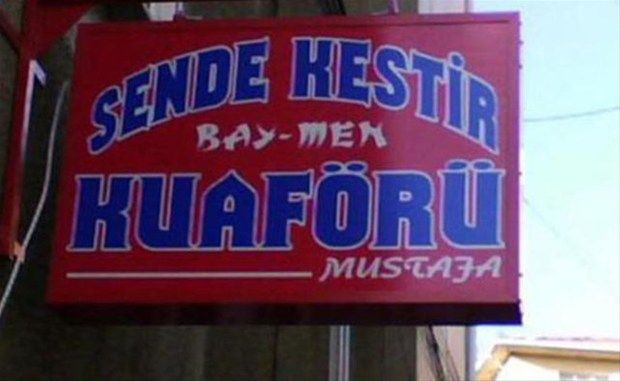 SENDE KESTİR
BAY-MEN
KUAFÖRÜ
MUSTAFA